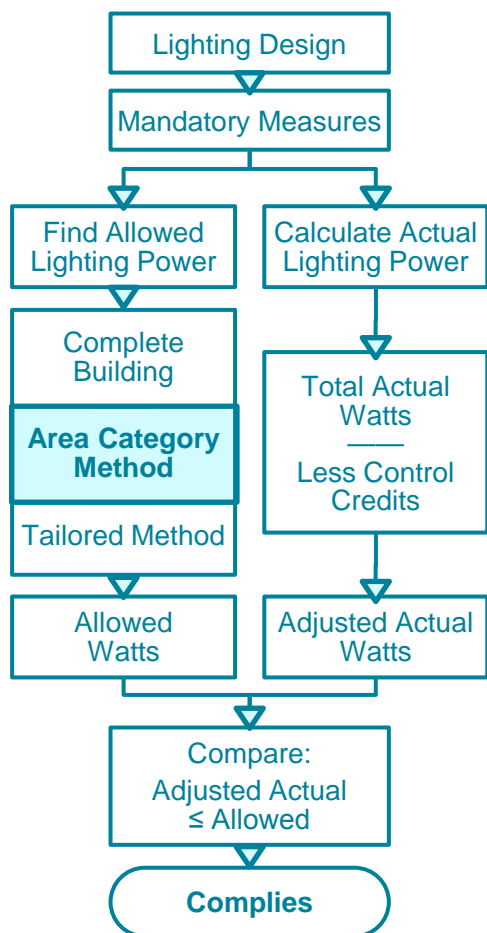 Lighting Design
Mandatory Measures
Find Allowed
Lighting Power
Calculate Actual
Lighting Power
Complete
Building
Area Category
Method
Tailored Method
Total Actual
Watts
Less Control
Credits
Allowed
Watts
Adjusted Actual
Watts
Compare:
Adjusted Actual
≤ Allowed
Complies